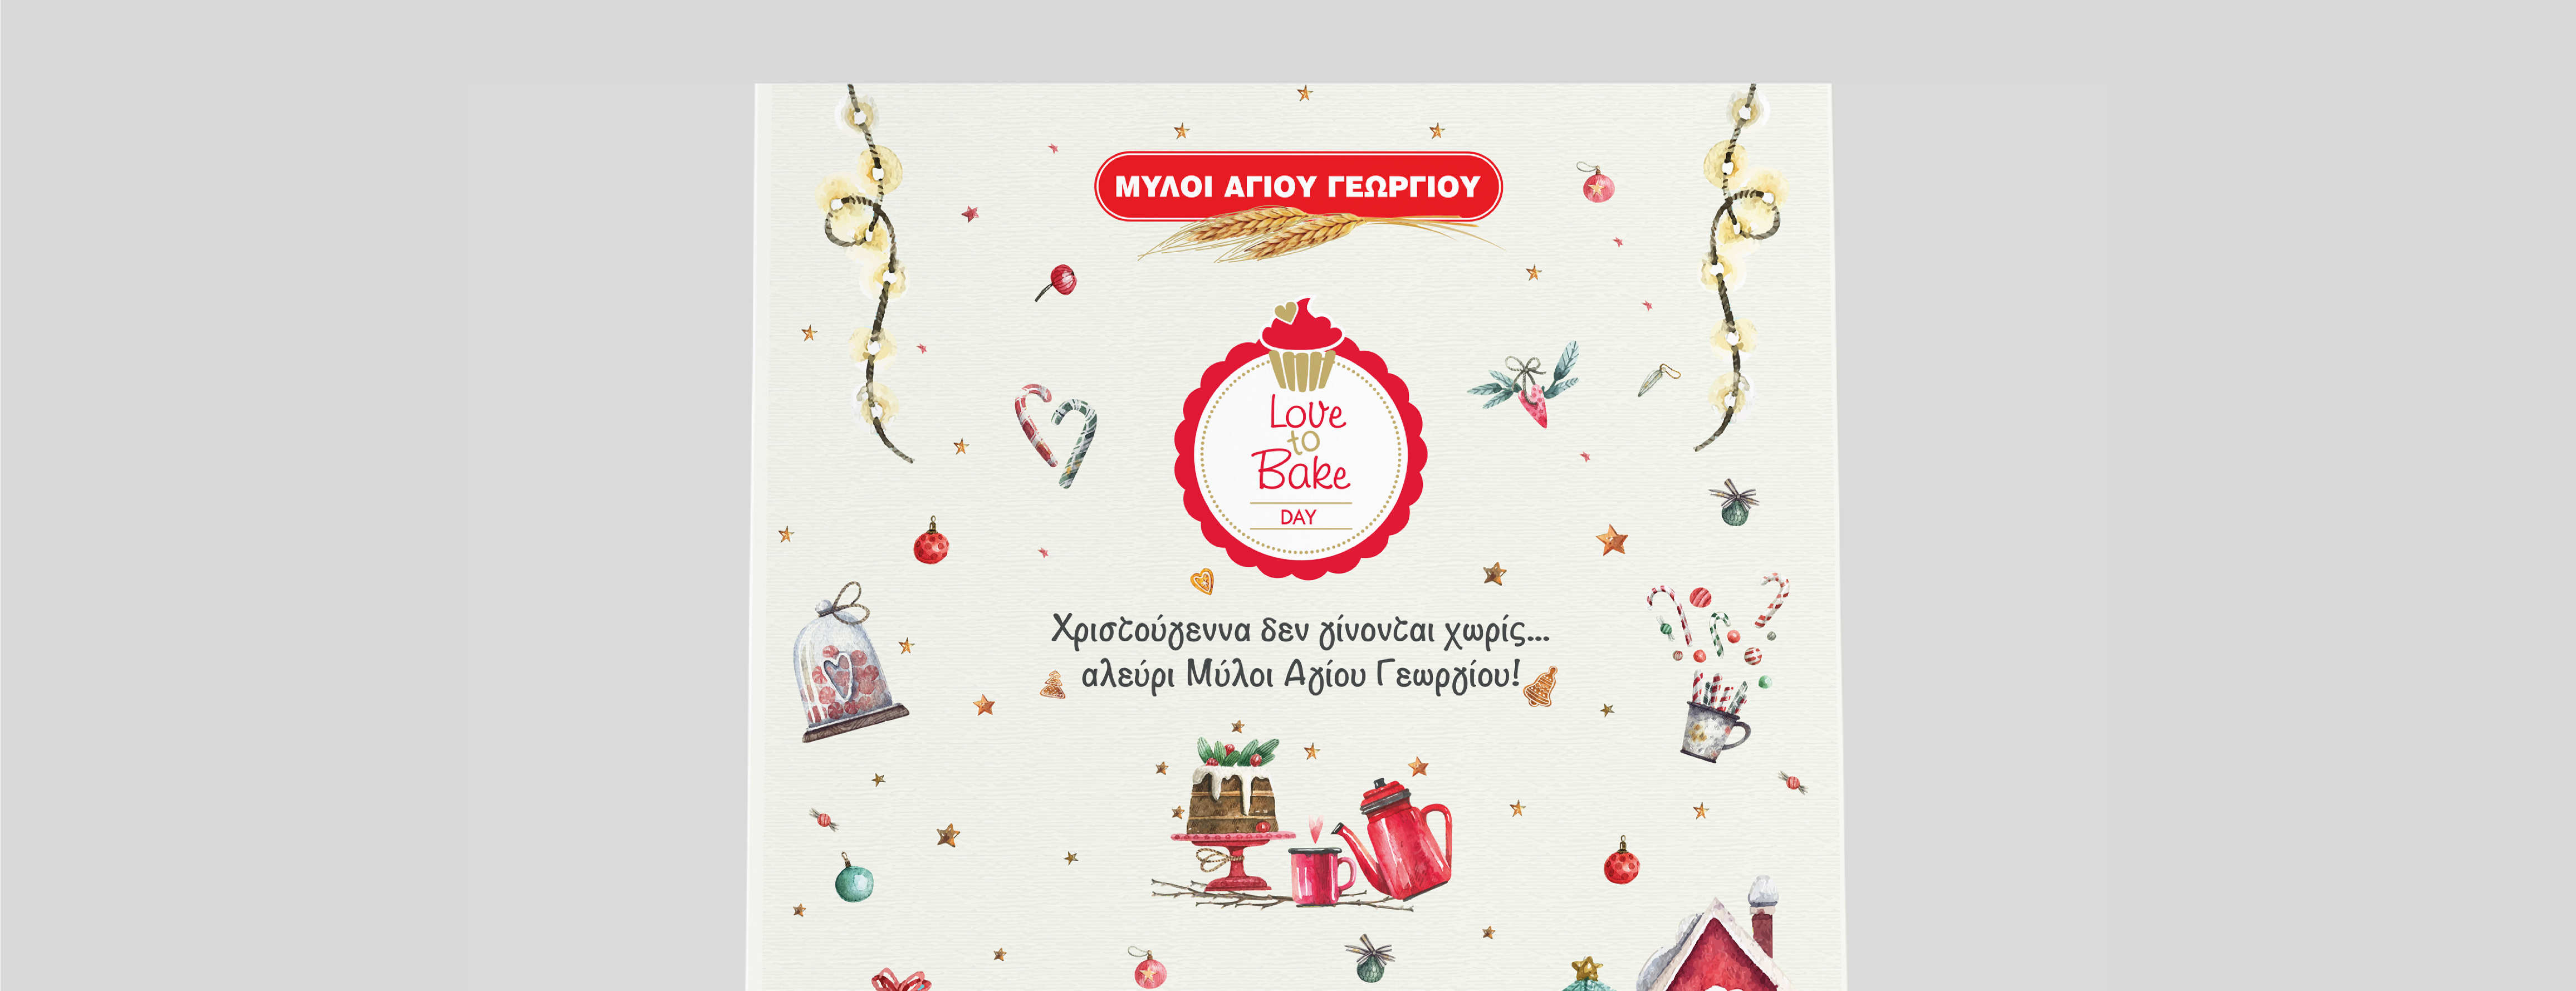 ΜΥΛΟΙ ΑΓΙΟΥ ΓΕΩΡΓΙΟΥ
Love
to
Bake
DAY
Χριστούγεννα δεν γίνονται χωρίς...
αλεύρι Μύλοι Αγίου Γεωργίου!